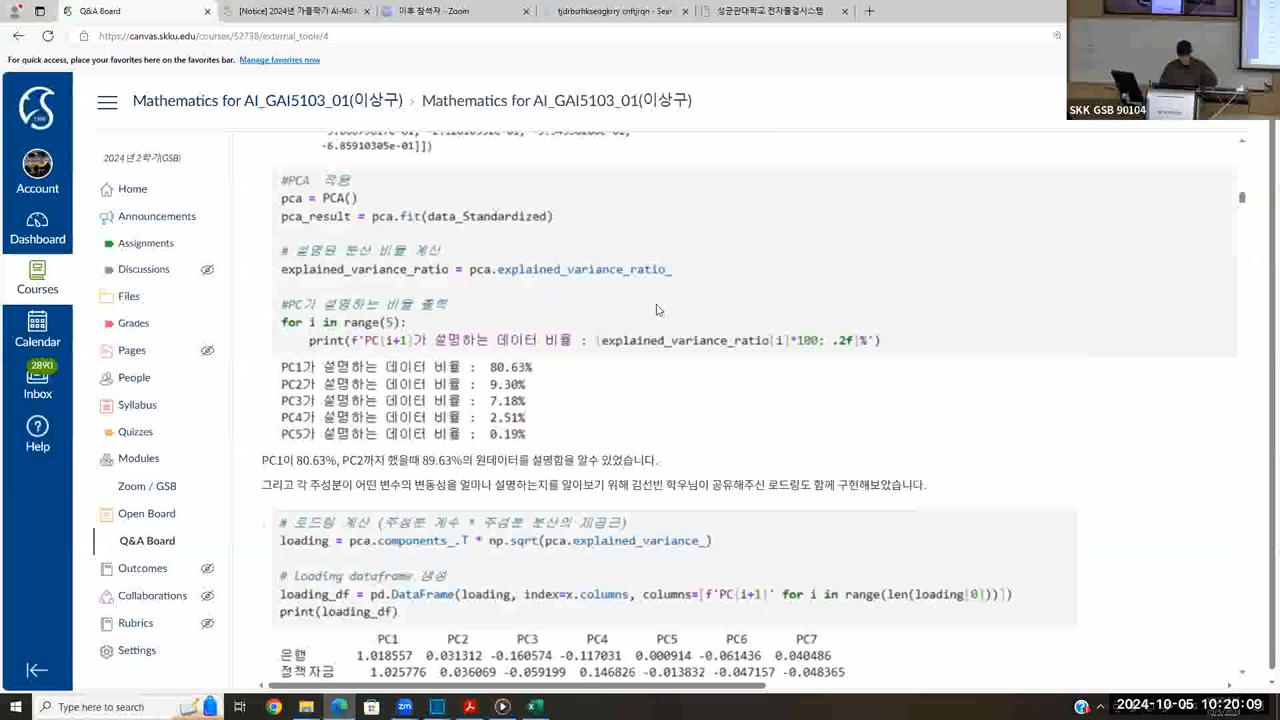 Q&A Board
[Notice] 2024년 가을학기 AI-MBA
이후 참석자 - Zoom
tjdrbsrhkseogkary cnftjrqn - Sear
성균관대학교 전자출결시스템
https://canvas.skku.edu/courses/52738/external_tools/4
For quick access, place your favorites here on the favorites bar. Manage favorites now
SKK GSB 90104
Mathematics for AI_GAI5103_01(이상구) > Mathematics for AI_GAI5103_01(이상구)
Account
Dashboard
Courses
Calendar
2890
Inbox
Help
2024년 2학기(GSB)
Home
Announcements
Assignments
Discussions
Files
Grades
Pages
People
Syllabus
Quizzes
Modules
Zoom / GSB
Open Board
Q&A Board
Outcomes
Collaborations
Rubrics
Settings
-6.85910305e-01]])
#PCA 적용
pca = PCA()
pca_result = pca.fit(data_Standardized)
# 설명된 분산 비율 계산
explained_variance_ratio = pca.explained_variance_ratio_
#PC가 설명하는 비율 출력
for i in range(5):
print(f'PC{i+1}가 설명하는 데이터 비율 : {explained_variance_ratio[i]*100: .2f}%')
PC1가 설명하는 데이터 비율 : 80.63%
PC2가 설명하는 데이터 비율 : 9.30%
PC3가 설명하는 데이터 비율 : 7.18%
PC4가 설명하는 데이터 비율 : 2.51%
PC5가 설명하는 데이터 비율 : 0.19%
PC1이 80.63%, PC2까지 했을때 89.63%의 원데이터를 설명함을 알수 있었습니다.
그리고 각 주성분이 어떤 변수의 변동성을 얼마나 설명하는지를 알아보기 위해 김선빈 학우님이 공유해주신 로드링도 함께 구현해보았습니다.
# 로드링 계산 (주성분 계수 * 주성분 분산의 제곱근)
loading = pca.components_.T * np.sqrt(pca.explained_variance_)
# Loading dataframe 생성
loading_df = pd.DataFrame(loading, index=x.columns, columns=[f'PC{i+1}' for i in range(len(loading[0]))])
print(loading_df)
PC1 PC2 PC3 PC4 PC5 PC6 PC7
은행 1.018557 0.031312 -0.160574 -0.117031 0.000914 -0.061436 0.040486
정책자금 1.025776 0.036069 -0.059199 0.146826 -0.013832 -0.047157 -0.048365
Type here to search
2024-10-05 10:20:09